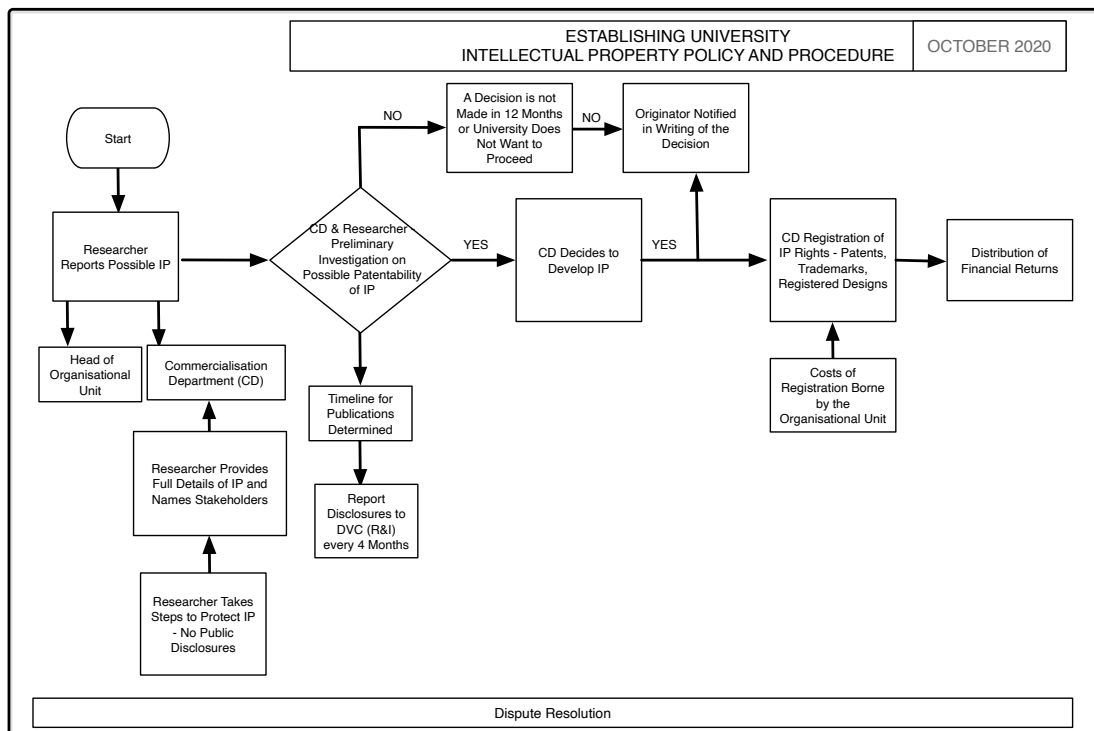 ESTABLISHING UNIVERSITY
INTELLECTUAL PROPERTY POLICY AND PROCEDURE
OCTOBER 2020
Start
NO
A Decision is not
Made in 12 Months
or University Does
Not Want to
Proceed
NO
Originator Notified
in Writing of the
Decision
Researcher
Reports Possible IP
CD & Researcher -
Preliminary
Investigation on
Possible Patentability
of IP
YES
CD Decides to
Develop IP
YES
CD Registration of
IP Rights - Patents,
Trademarks,
Registered Designs
Distribution of
Financial Returns
Head of
Organisational
Unit
Commercialisation
Department (CD)
Timeline for
Publications
Determined
Costs of
Registration Borne
by the
Organisational Unit
Researcher Provides
Full Details of IP and
Names Stakeholders
Report
Disclosures to
DVC (R&I)
every 4 Months
Researcher Takes
Steps to Protect IP
- No Public
Disclosures
Dispute Resolution